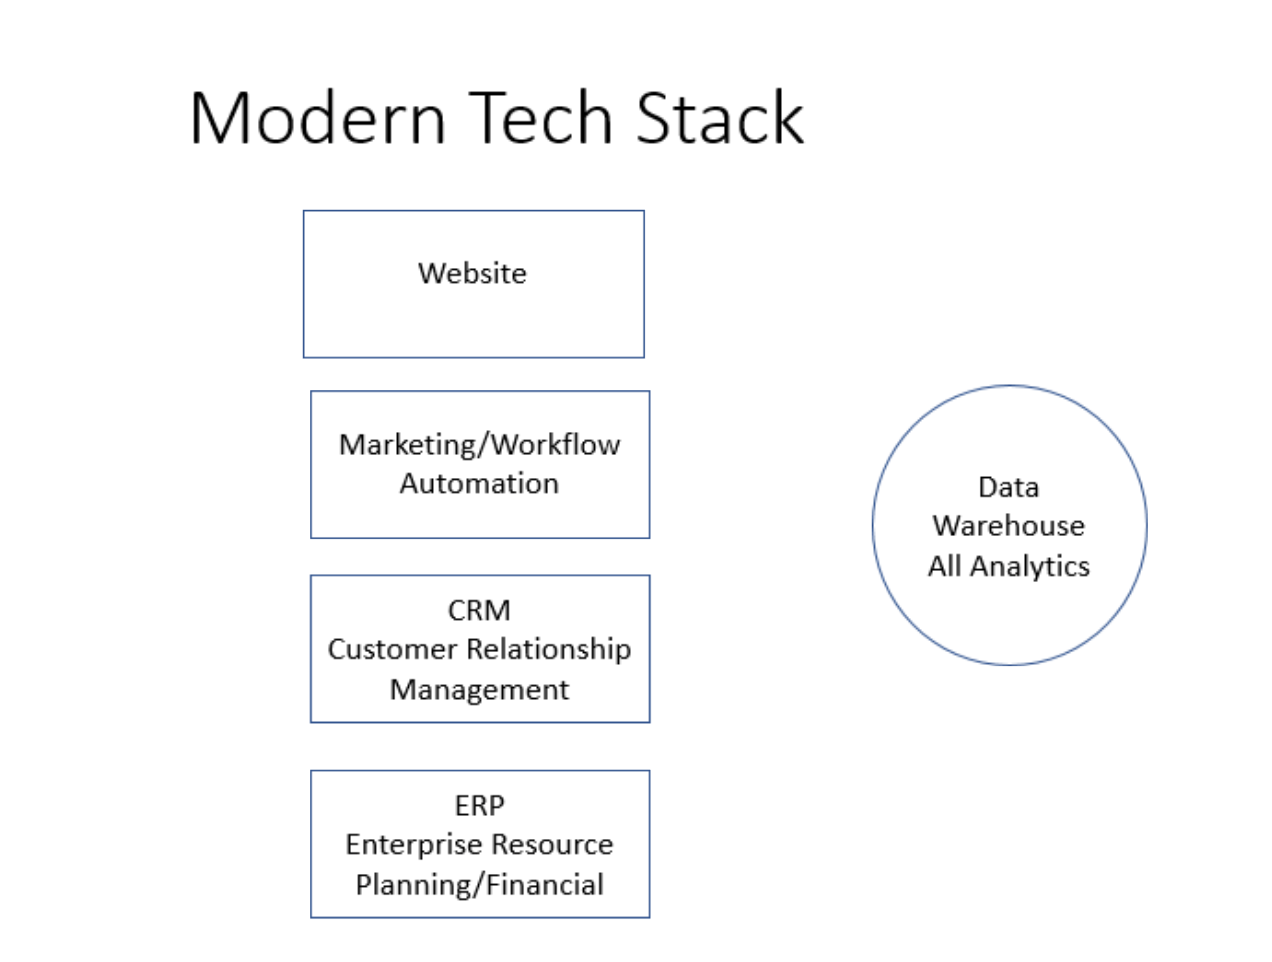 Modern Tech Stack
Website
Marketing/Workflow
Automation
CRM
Customer Relationship
Management
ERP
Enterprise Resource
Planning/Financial
Data
Warehouse
All Analytics